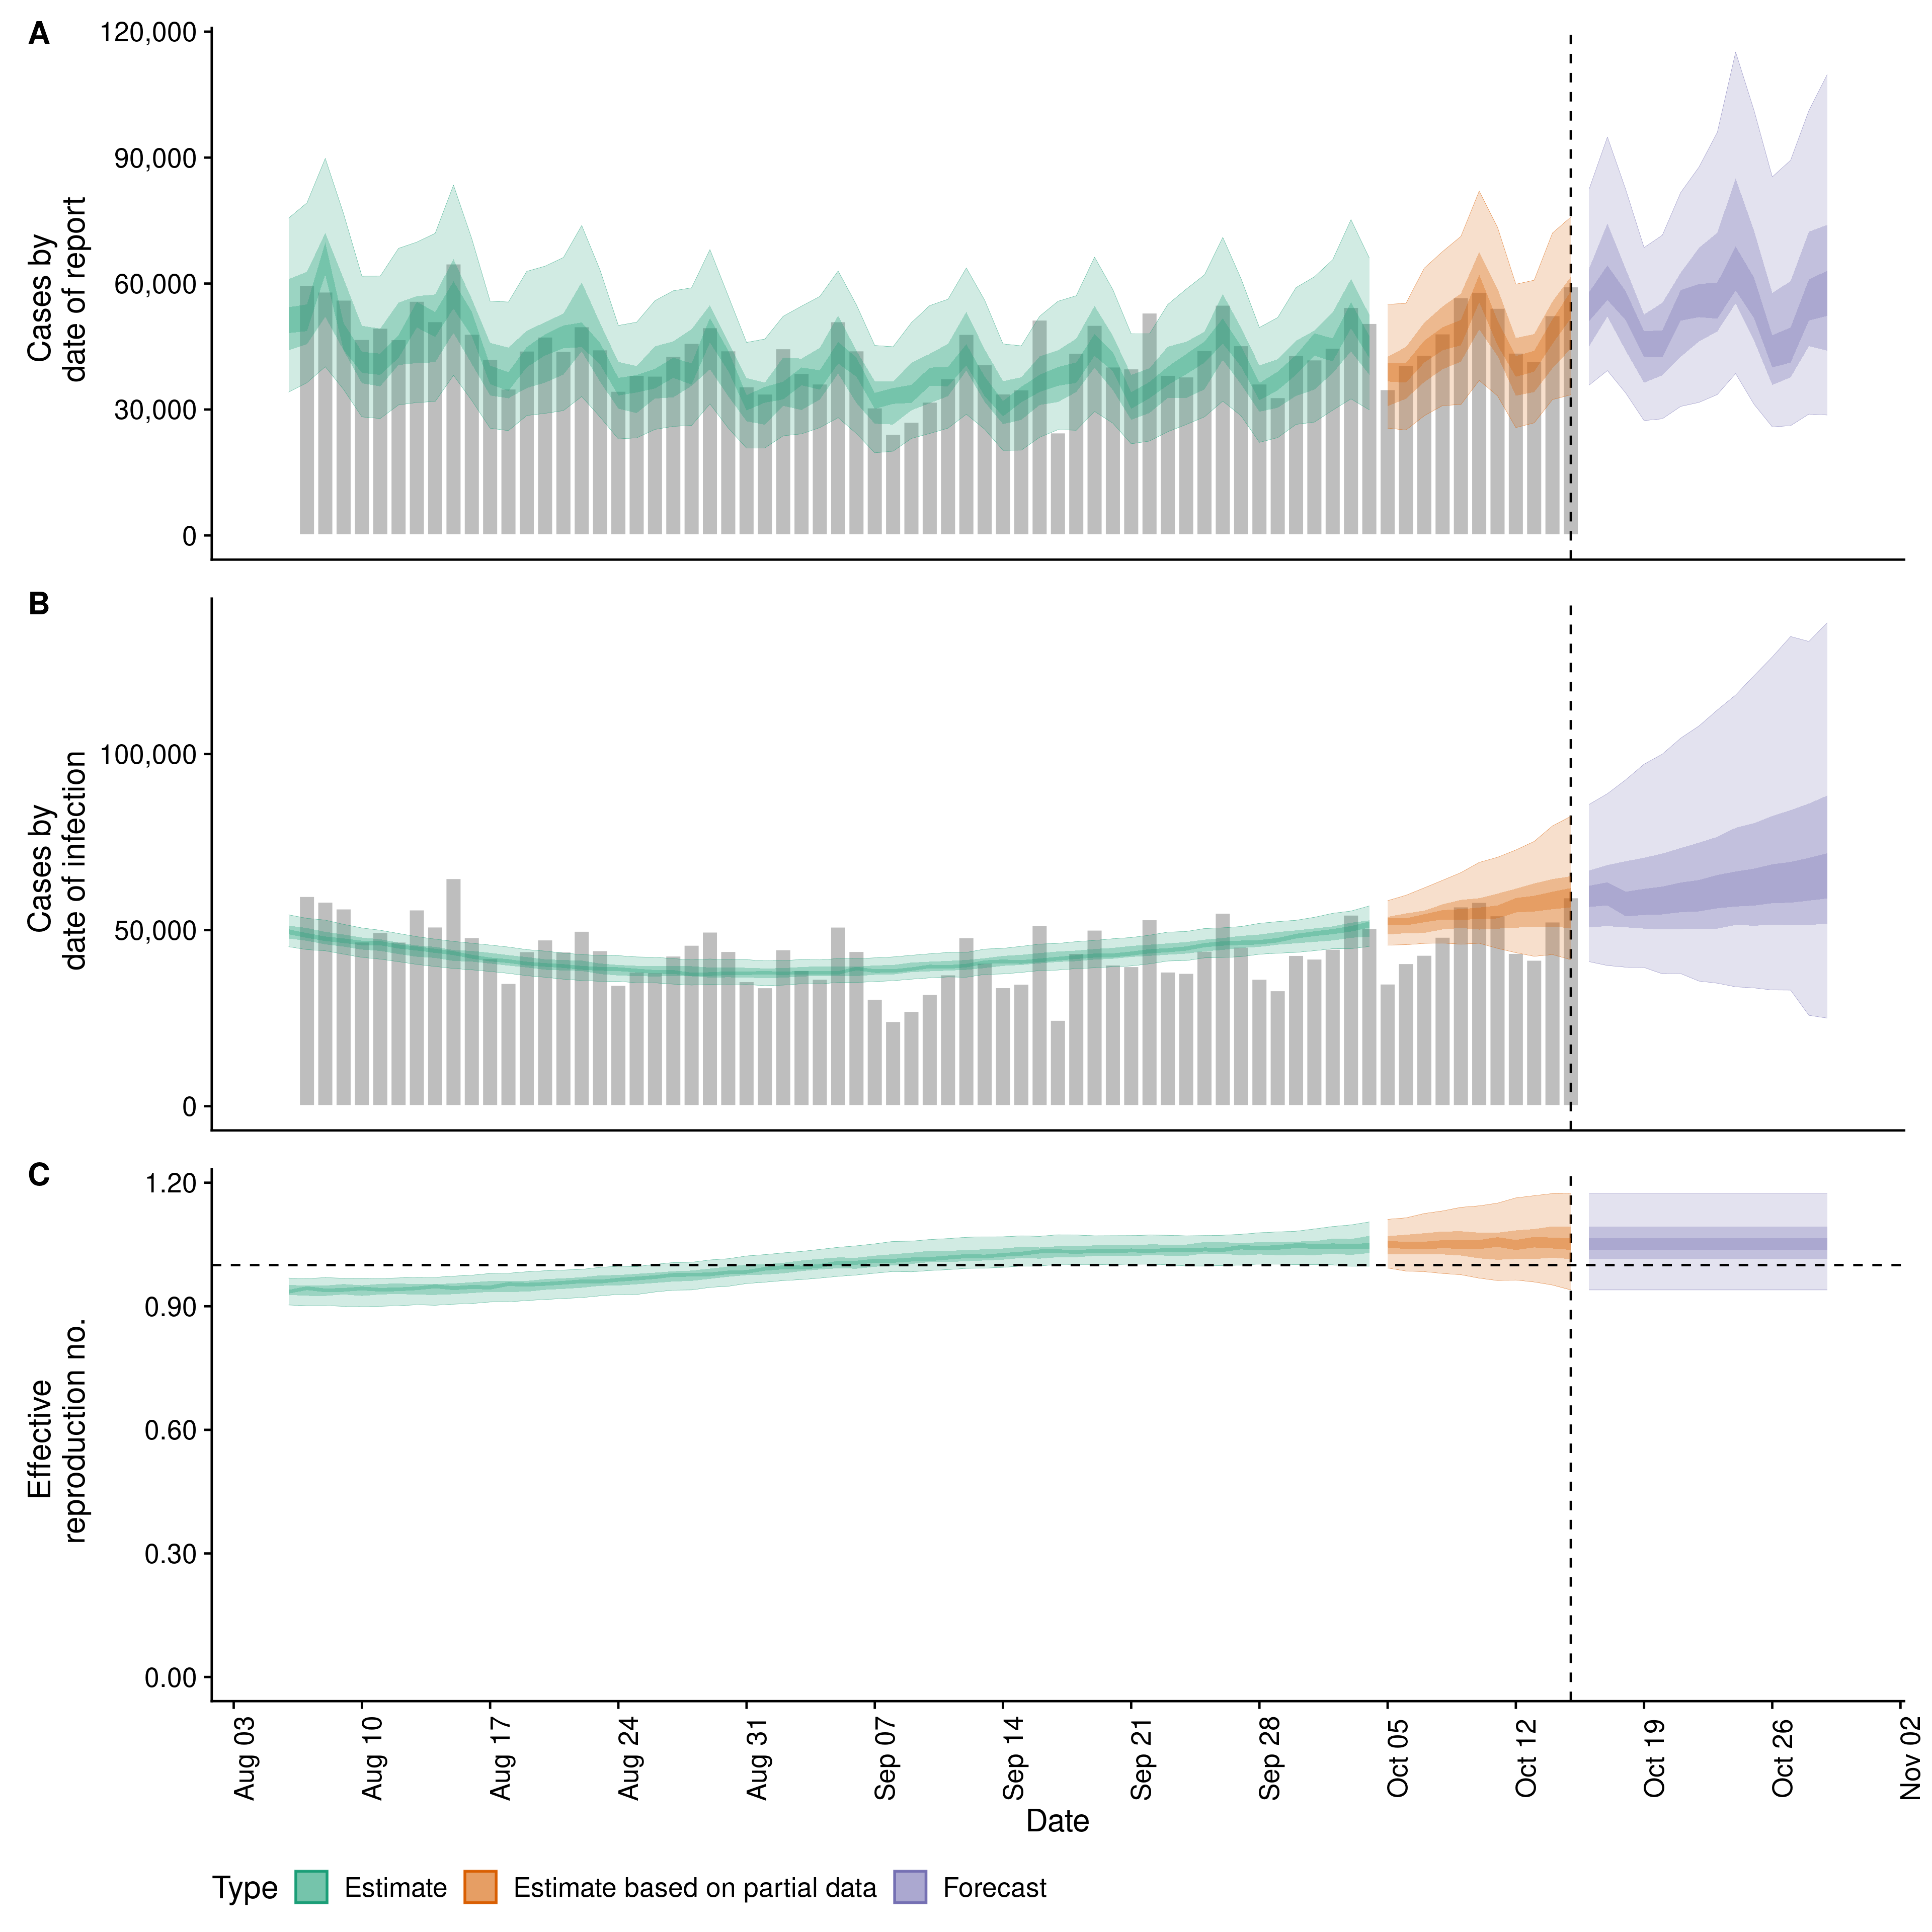 A
120,000
90,000
60,000
30,000
0
Cases by
date of report
B
100,000
50,000
0
Cases by
date of infection
C
1.20
0.90
0.60
0.30
0.00
Effective
reproduction no.
Aug 03
Aug 10
Aug 17
Aug 24
Aug 31
Sep 07
Sep 14
Sep 21
Sep 28
Oct 05
Oct 12
Oct 19
Oct 26
Nov 02
Date
Type
Estimate
Estimate based on partial data
Forecast